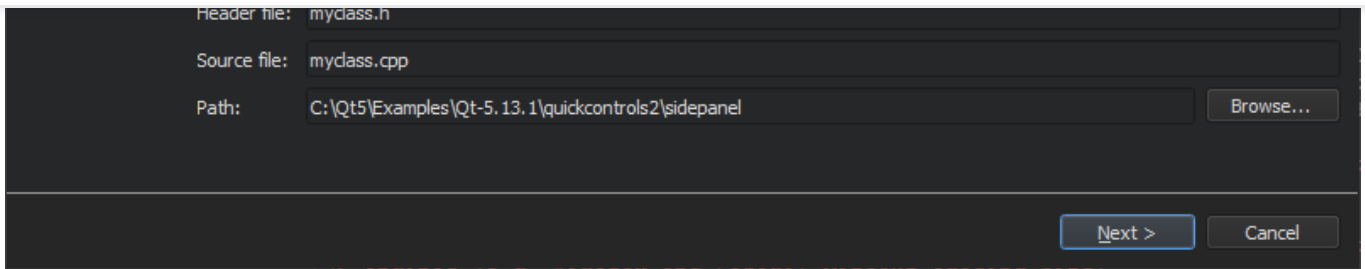 Header file: myclass.h
Source file: myclass.cpp
Path: C:\Qt5\Examples\Qt-5.13.1\quickcontrols2\sidepanel Browse...
Next > Cancel